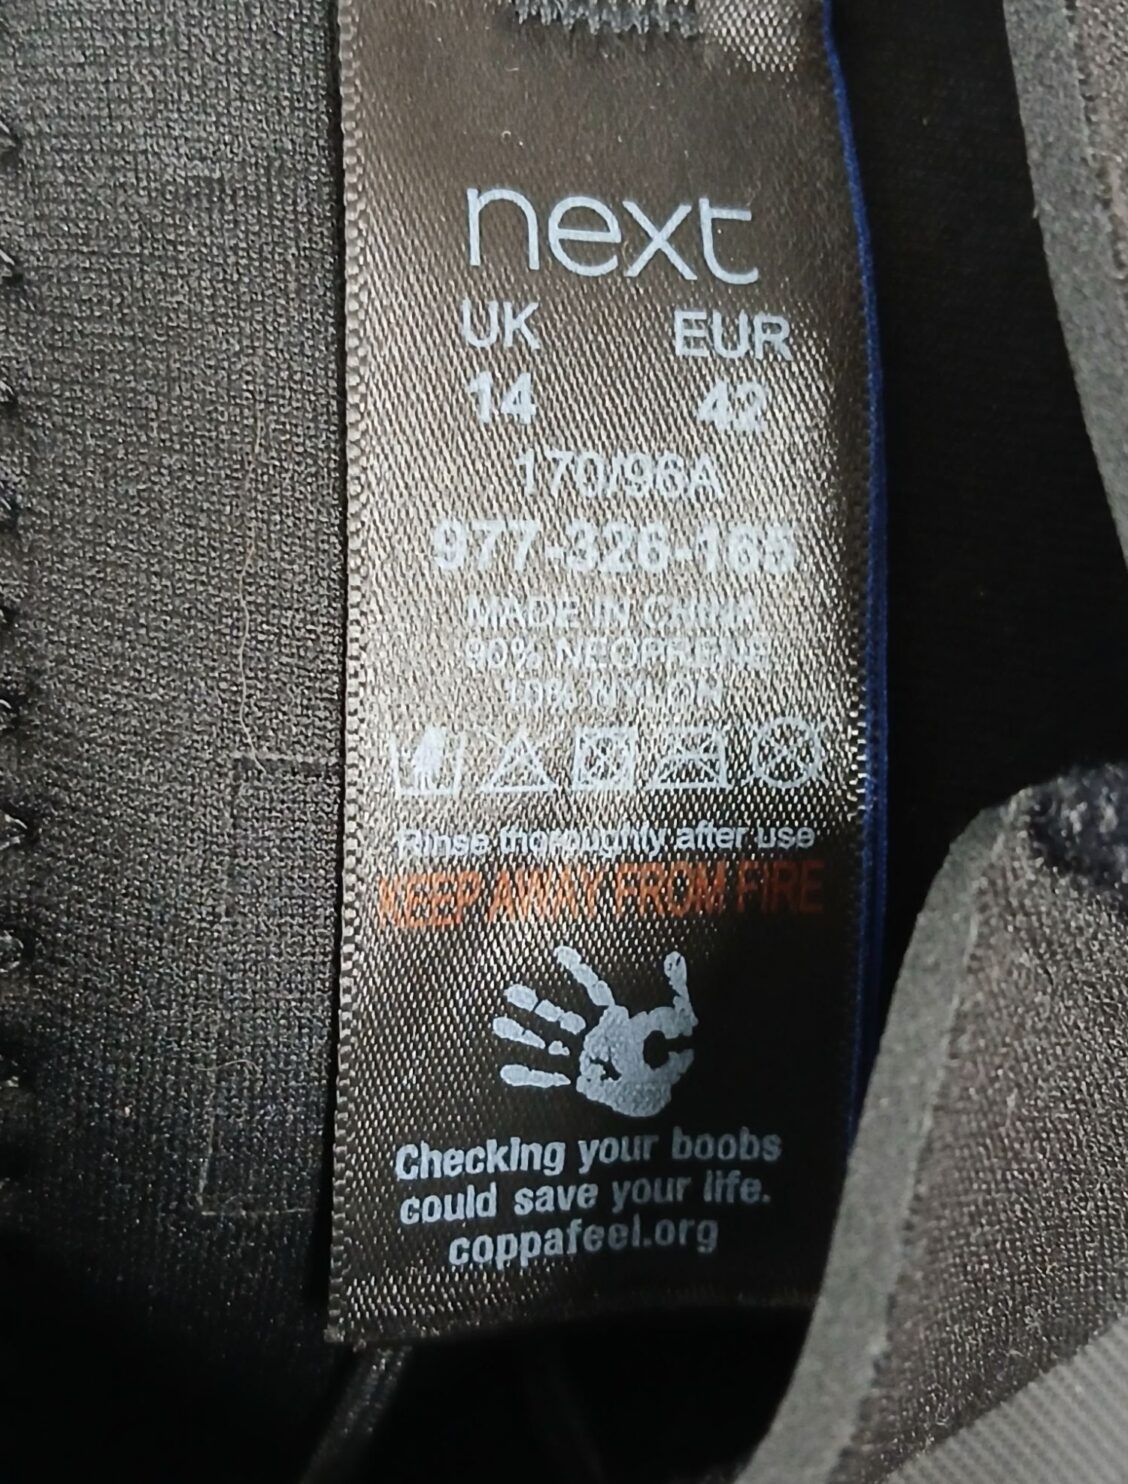 next
UK EUR
14 42
170/96A
977-326-165
MADE IN CHINA
90% NEOPRENE
10% NYLON
Rinse thoroughly after use
KEEP AWAY FROM FIRE
Checking your boobs
could save your life.
coppafeel.org